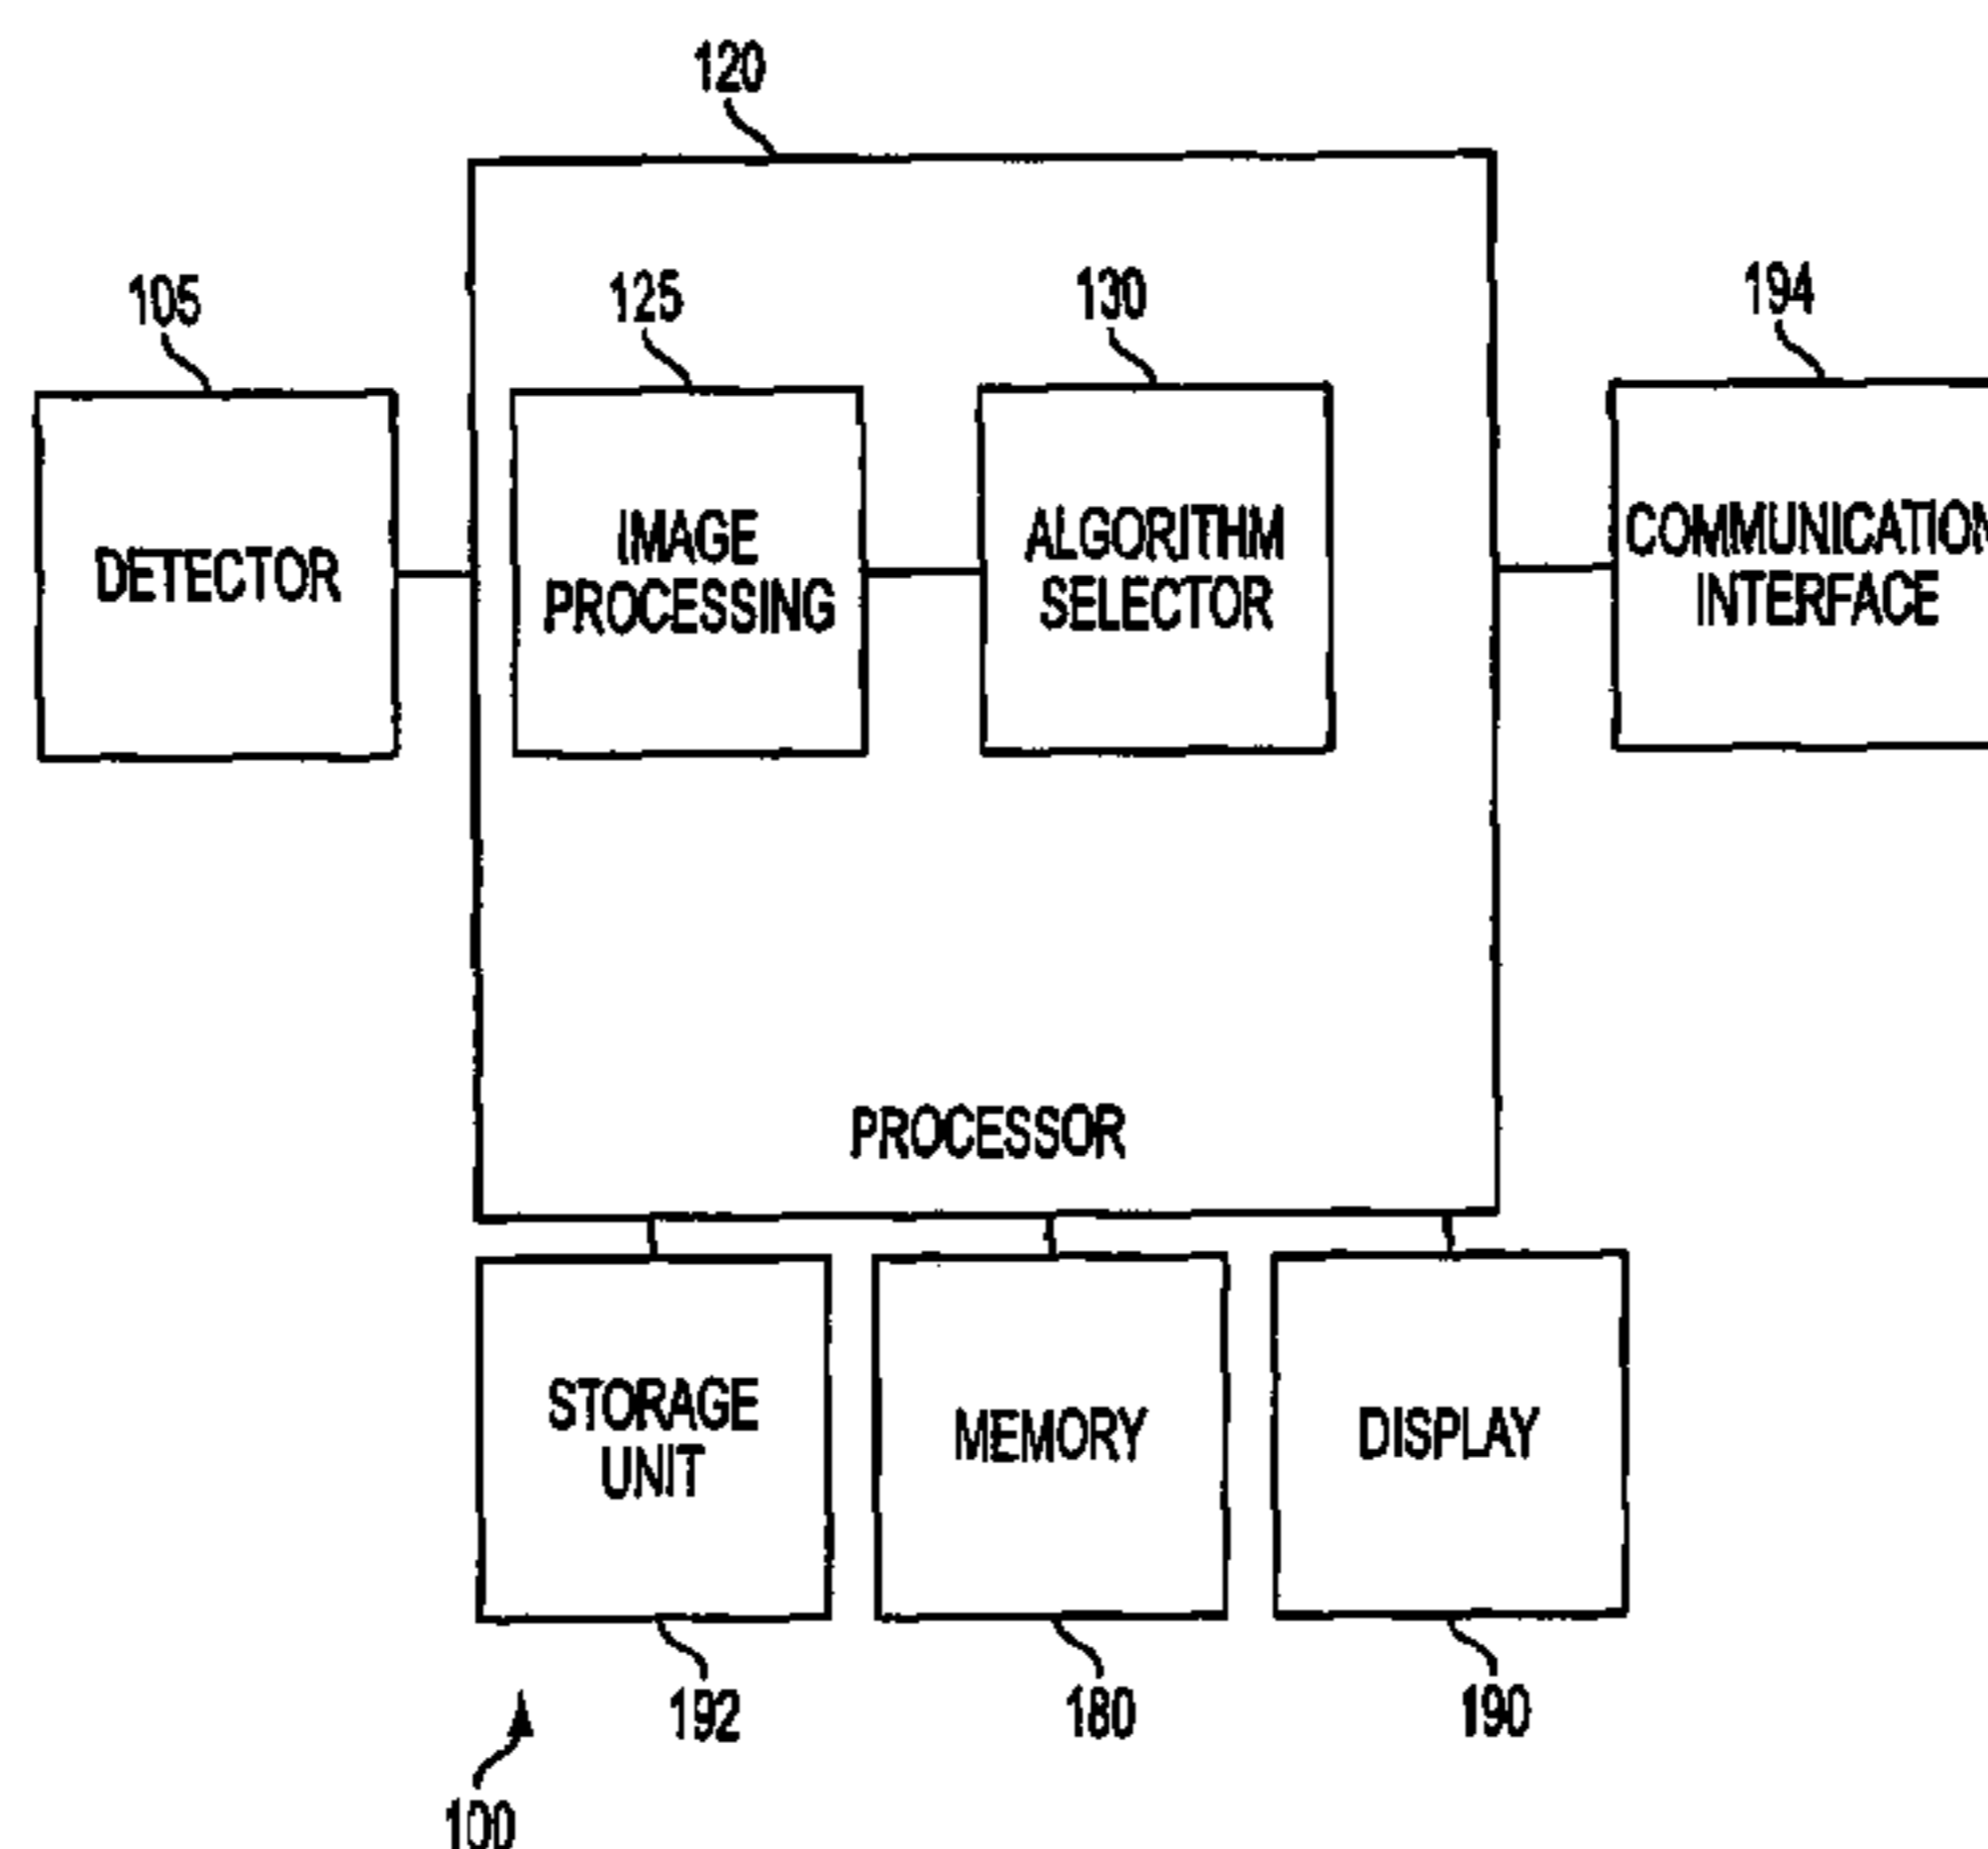 120
105
125
130
194
DETECTOR
IMAGE
PROCESSING
ALGORITHM
SELECTOR
COMMUNICATION
INTERFACE
PROCESSOR
STORAGE
UNIT
MEMORY
DISPLAY
192
180
190
100